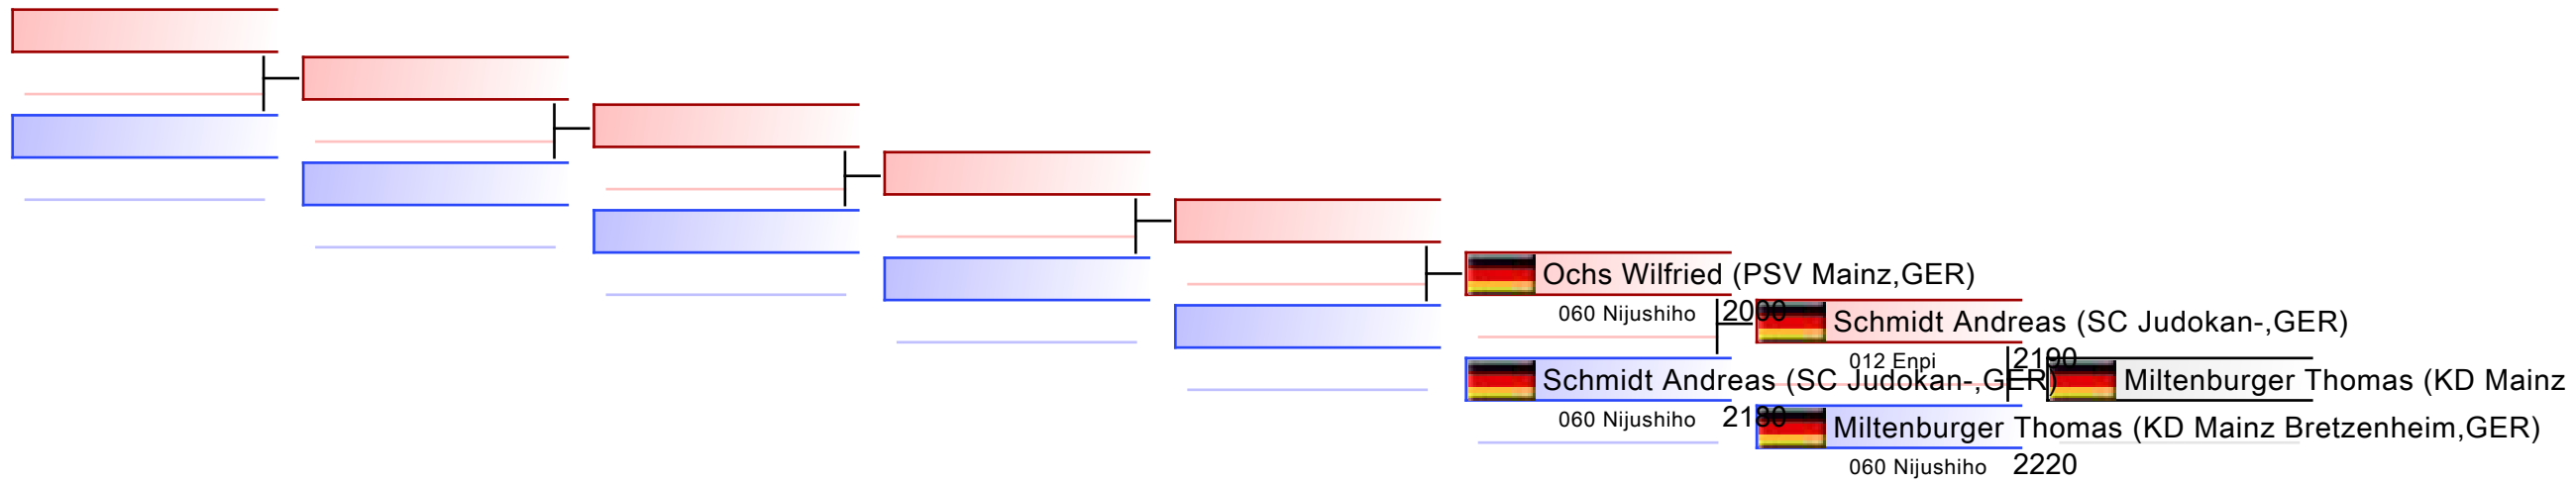 Ochs Wilfried (PSV Mainz,GER)
060 Nijushiho 2000
Schmidt Andreas (SC Judokan-,GER)
012 Enpi 2190
Schmidt Andreas (SC Judokan-,GER)
Miltenburger Thomas (KD Mainz
060 Nijushiho 2180
Miltenburger Thomas (KD Mainz Bretzenheim,GER)
060 Nijushiho 2220